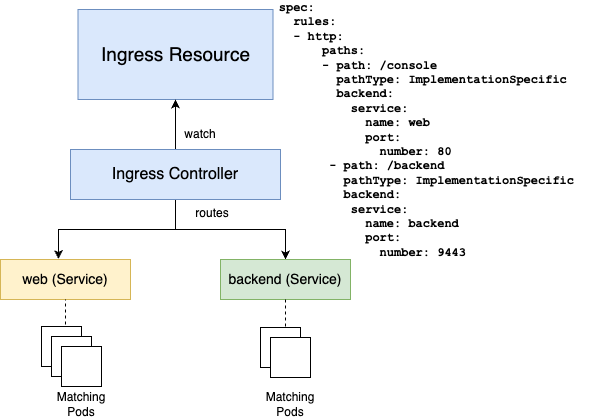 Ingress Resource
watch
Ingress Controller
routes
web (Service)
backend (Service)
Matching
Pods
Matching
Pods
spec:
  rules:
  - http:
      paths:
      - path: /console
        pathType: ImplementationSpecific
        backend:
          service:
            name: web
            port:
              number: 80
       - path: /backend
         pathType: ImplementationSpecific
         backend:
          service:
            name: backend
            port:
              number: 9443